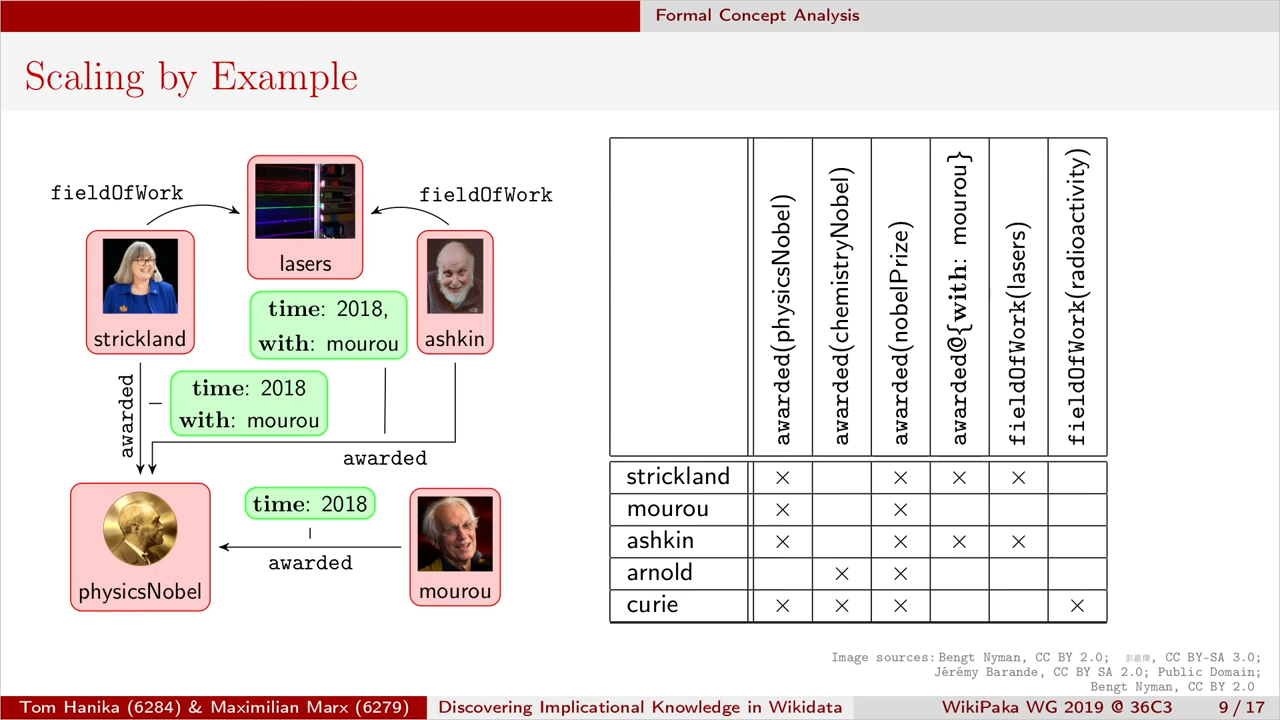 Formal Concept Analysis
Scaling by Example
fieldOfWork
fieldOfWork
lasers
strickland
ashkin
time: 2018,
with: mourou
time: 2018
with: mourou
awarded
awarded
time: 2018
awarded
physicsNobel
mourou
awarded(physicsNobel)
awarded(chemistryNobel)
awarded(nobelPrize)
awarded@{with: mourou}
fieldOfWork(lasers)
fieldOfWork(radioactivity)
strickland × × × ×
mourou × ×
ashkin × × × ×
arnold × ×
curie × × × ×
Image sources: Bengt Nyman, CC BY 2.0; 彭嘉傑, CC BY-SA 3.0;
Jérémy Barande, CC BY SA 2.0; Public Domain;
Bengt Nyman, CC BY 2.0
Tom Hanika (6284) & Maximilian Marx (6279) Discovering Implicational Knowledge in Wikidata WikiPaka WG 2019 @ 36C3 9 / 17